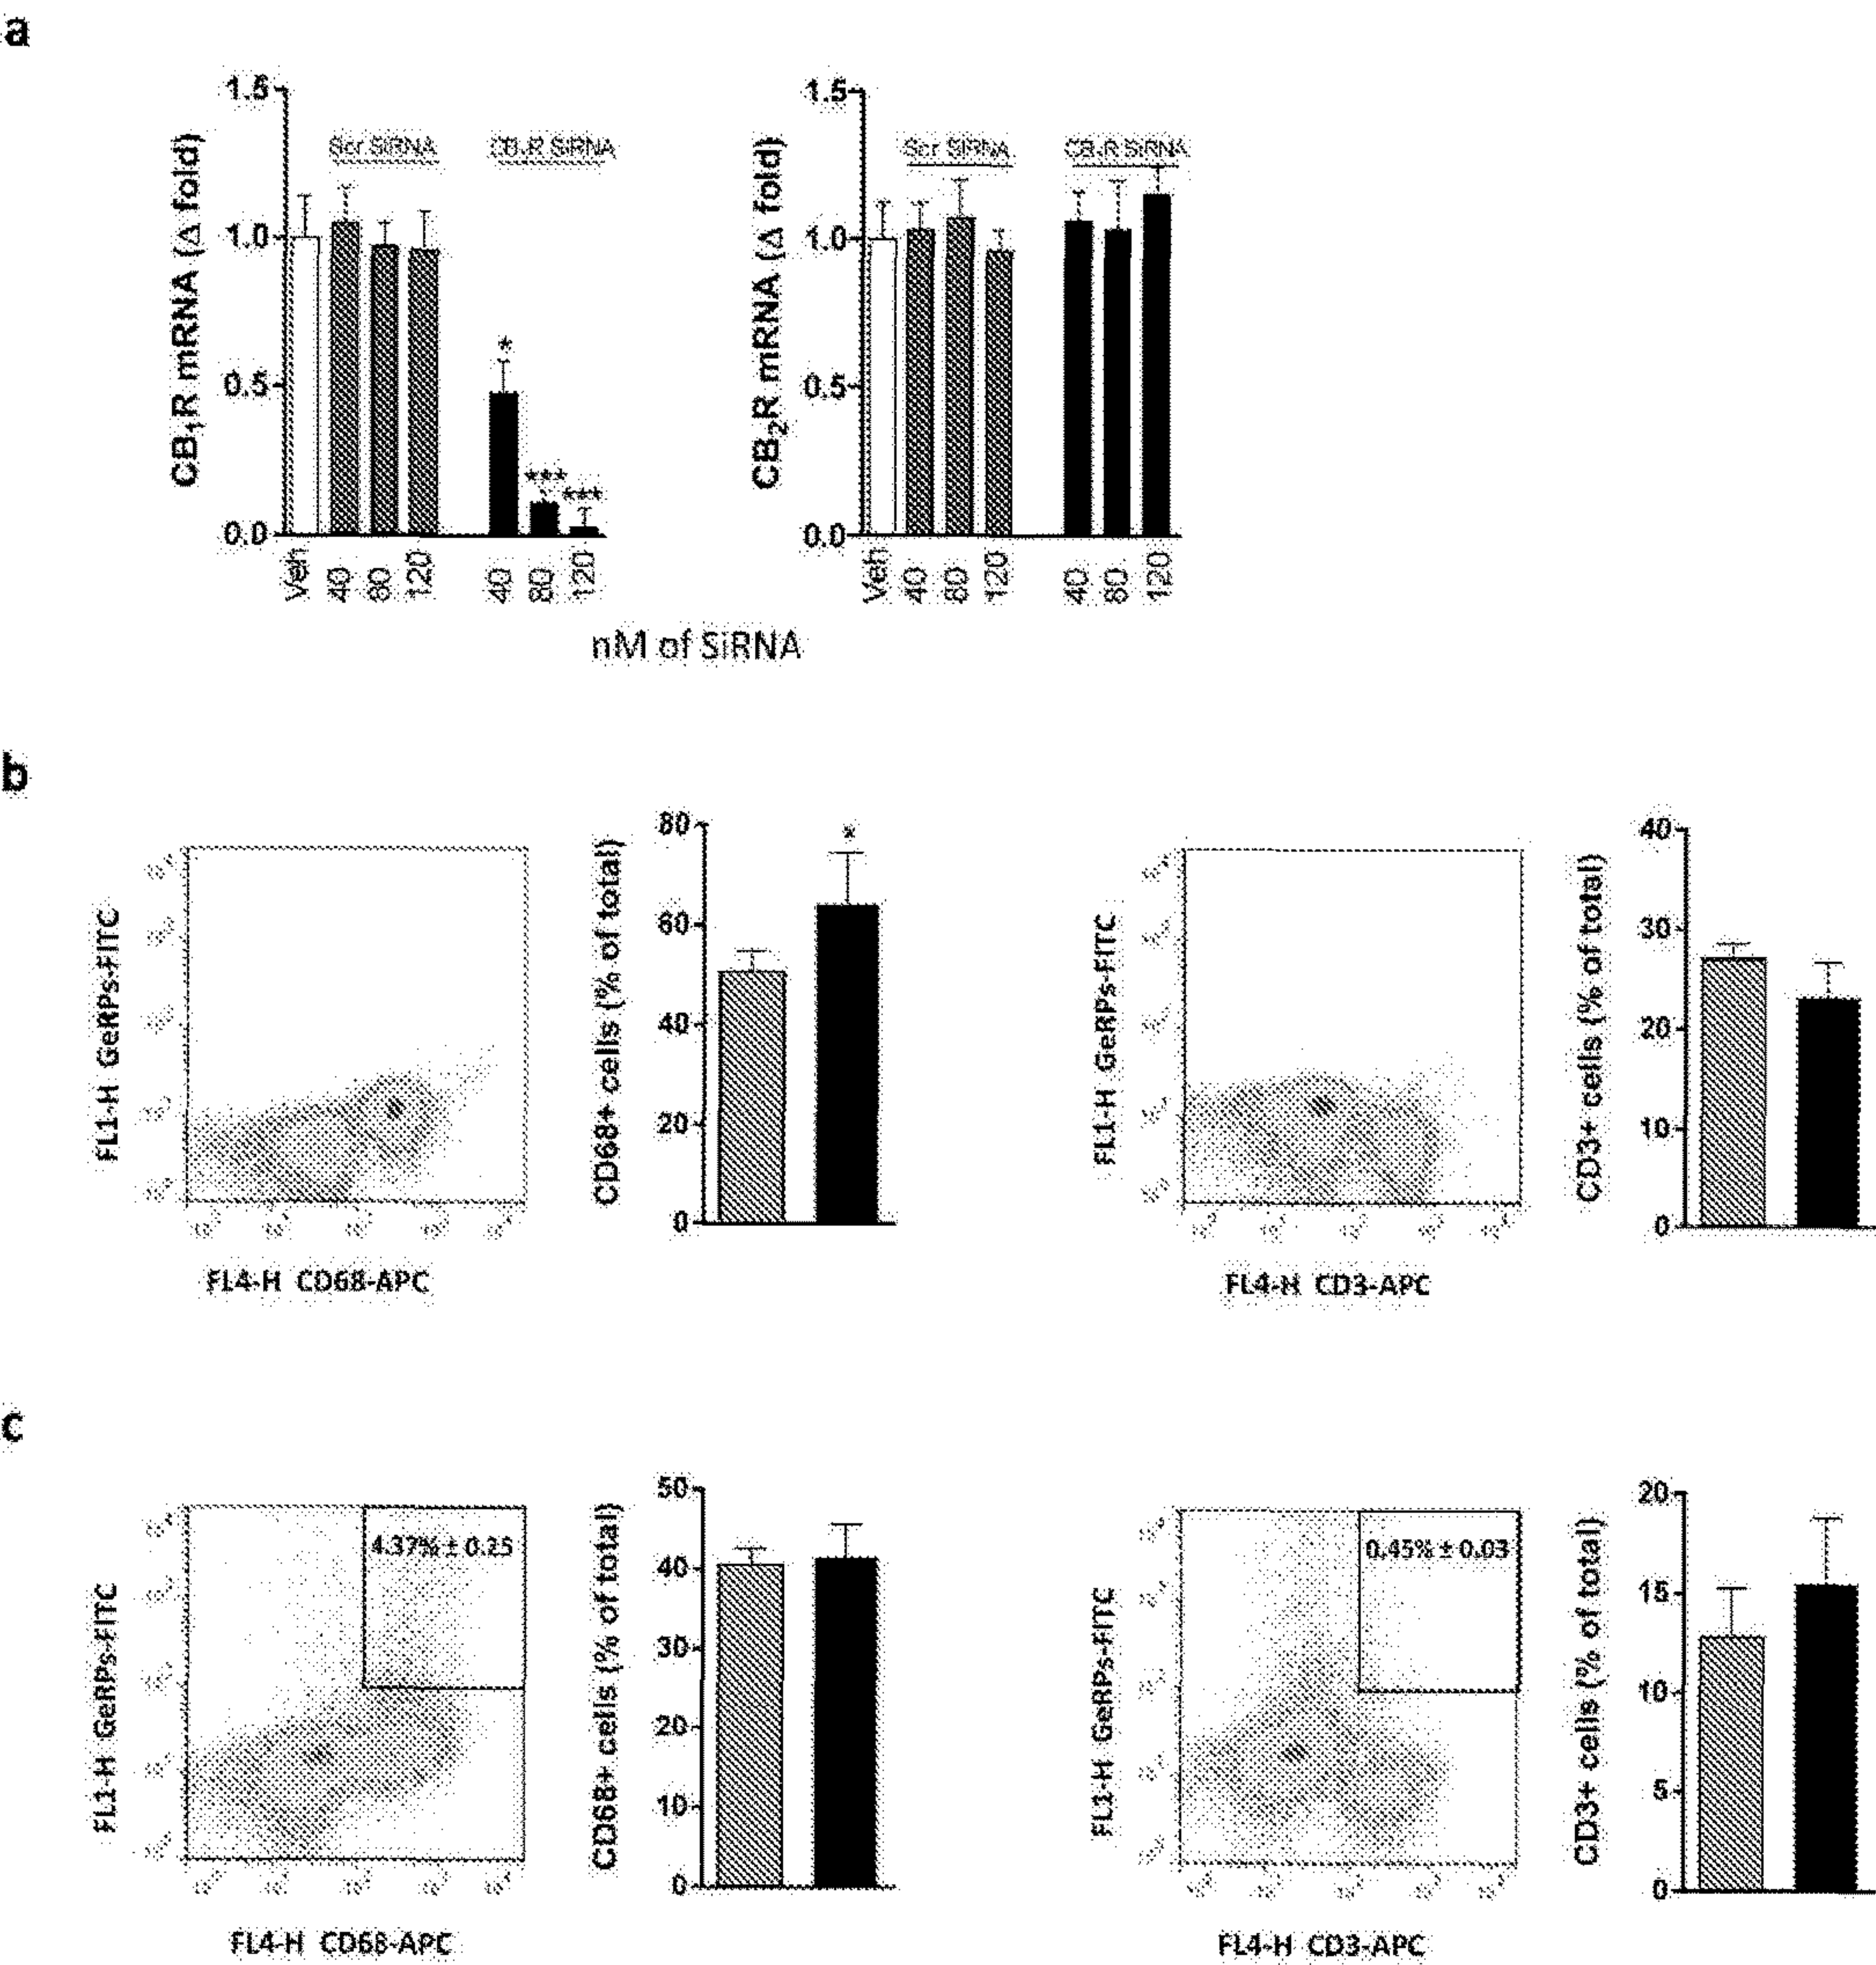 a
1.5
1.0
0.5
0.0
CB1R mRNA (Δ fold)
Scr SiRNA
*
***
***
Veh
40
80
120
40
80
120
1.5
1.0
0.5
0.0
CB2R mRNA (Δ fold)
Scr SiRNA
Veh
40
80
120
40
80
120
nM of SiRNA
b
FL1-H GeRPs-FITC
FL4-H CD68-APC
80
60
40
20
0
CD68+ cells (% of total)
*
FL1-H GeRPs-FITC
FL4-H CD3-APC
40
30
20
10
0
CD3+ cells (% of total)
c
FL1-H GeRPs-FITC
4.37% ± 0.25
FL4-H CD68-APC
50
40
30
20
10
0
CD68+ cells (% of total)
FL1-H GeRPs-FITC
0.45% ± 0.03
FL4-H CD3-APC
20
15
10
5
0
CD3+ cells (% of total)